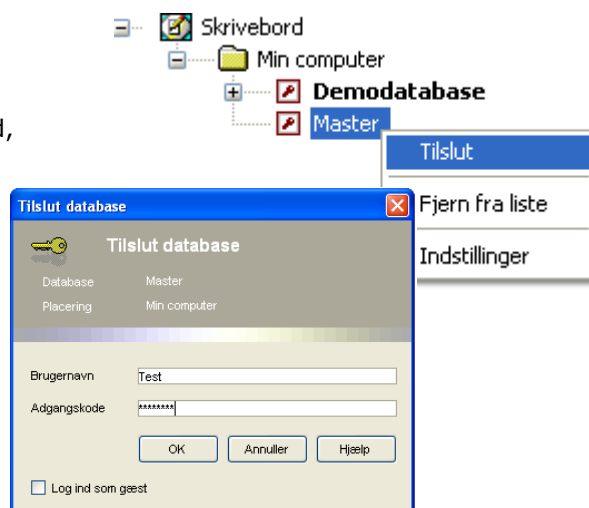 Skrivebord
Min computer
Demodatabase
Master
Tilslut
Fjern fra liste
Indstillinger
Tilslut database
Tilslut database
Database Master
Placering Min computer
Brugernavn Test
Adgangskode ********
OK Annuller Hjælp
Log ind som gæst